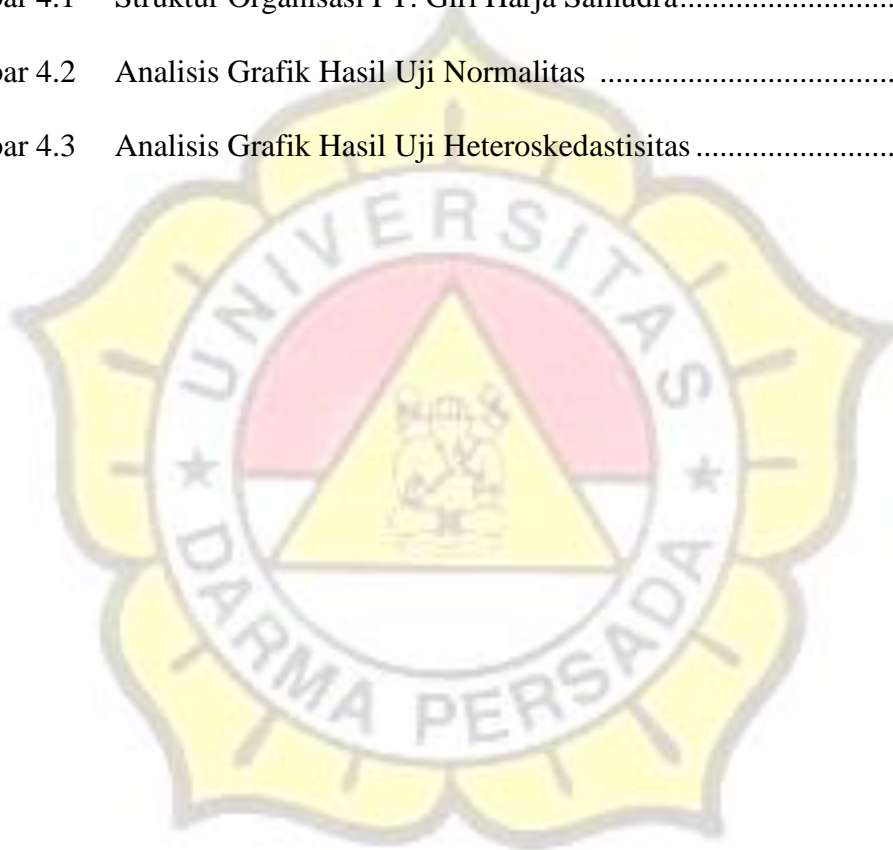 bar 4.1 Struktur Organisasi PT. Giri Harja Samudra..............................
bar 4.2 Analisis Grafik Hasil Uji Normalitas ......................................
bar 4.3 Analisis Grafik Hasil Uji Heteroskedastisitas ..........................
UNIVERSITAS
★ DARMA PERSADA ★